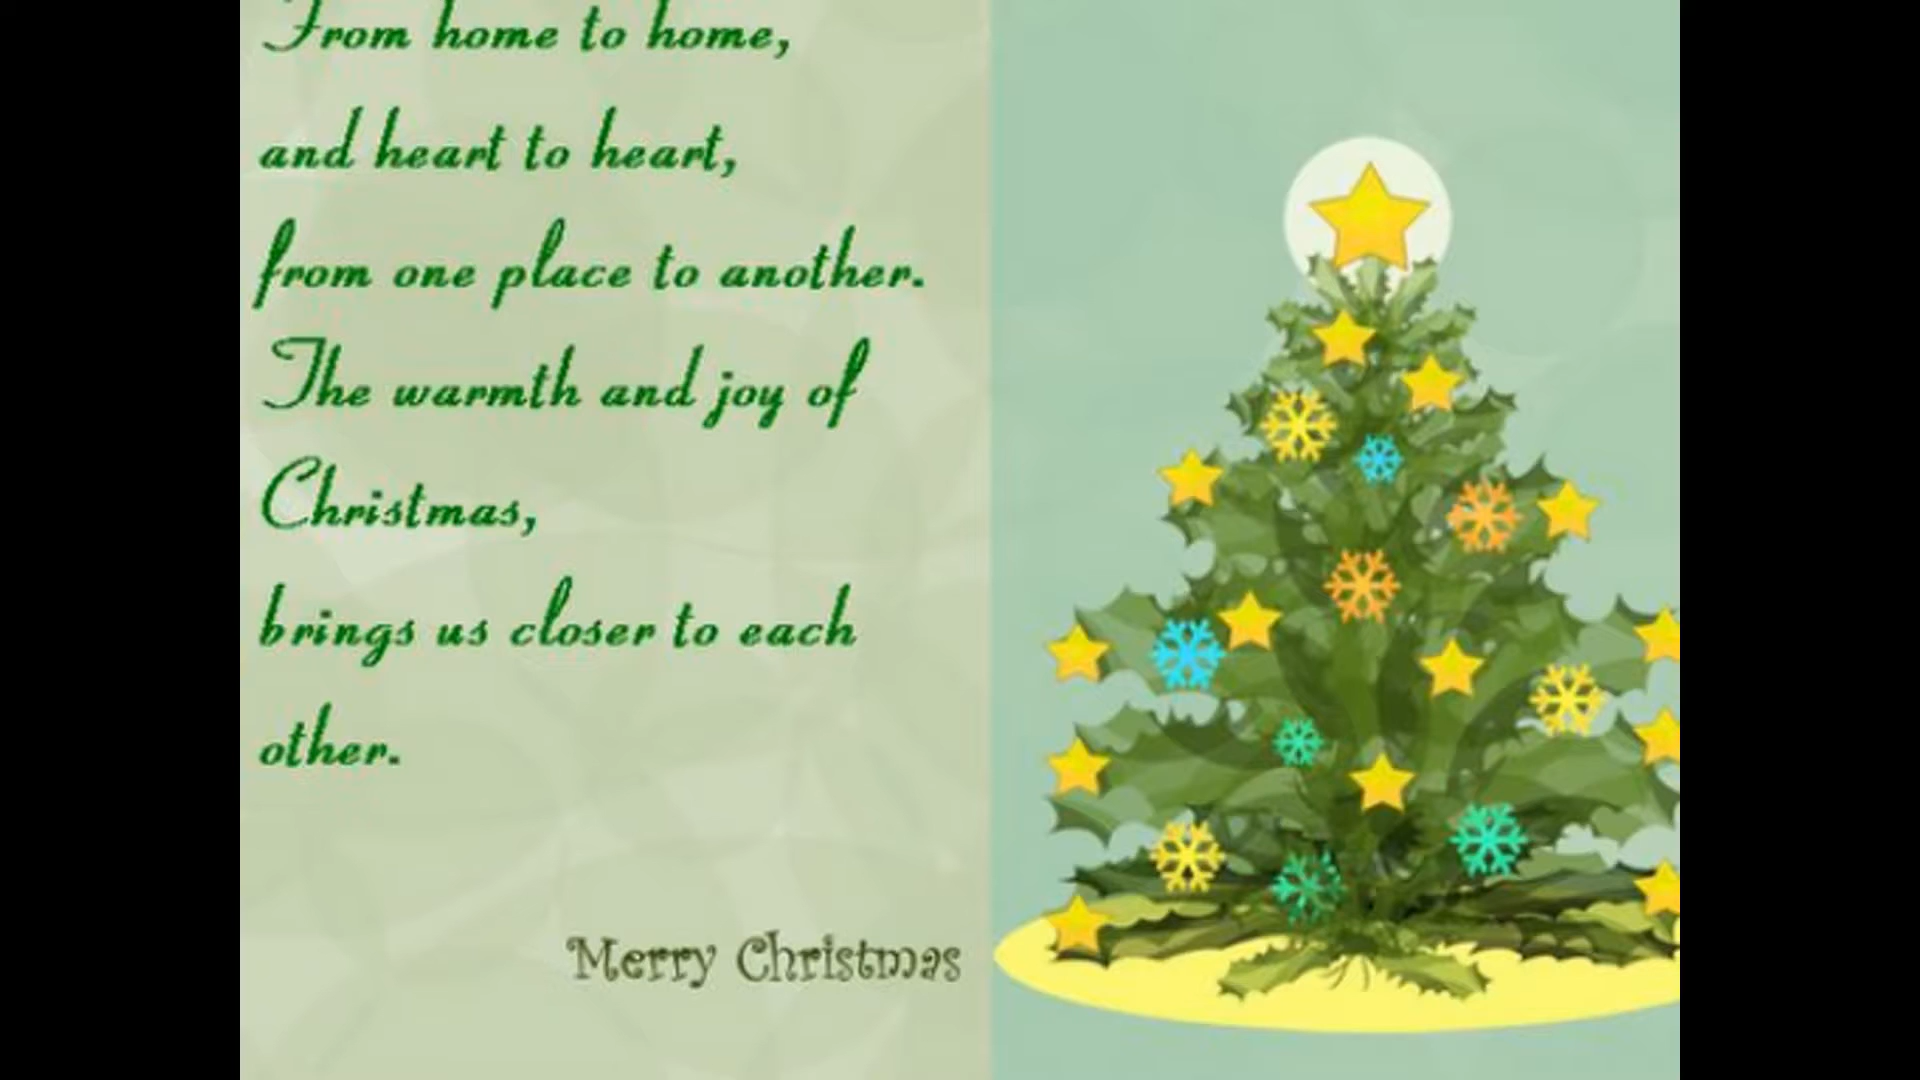 From home to home,
and heart to heart,
from one place to another.
The warmth and joy of
Christmas,
brings us closer to each
other.
Merry Christmas